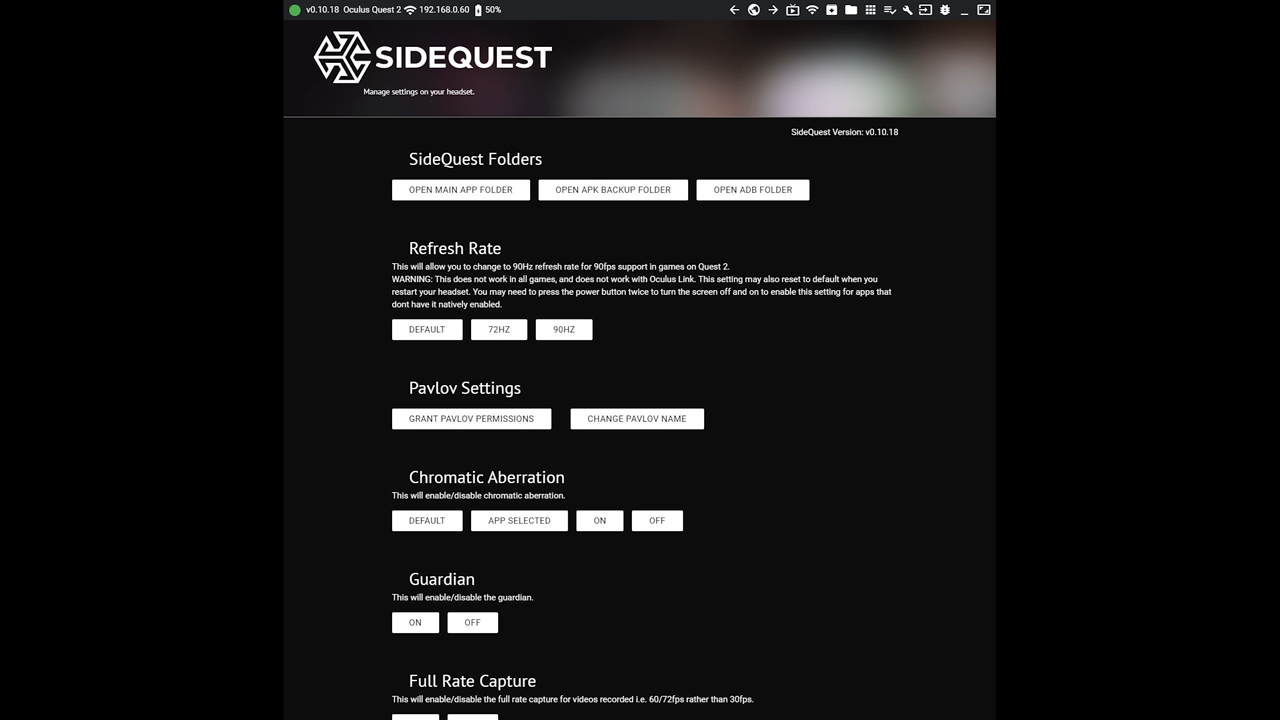 v0.10.18 Oculus Quest 2 192.168.0.60 50%
SIDEQUEST
Manage settings on your headset.
SideQuest Version: v0.10.18
SideQuest Folders
OPEN MAIN APP FOLDER OPEN APK BACKUP FOLDER OPEN ADB FOLDER
Refresh Rate
This will allow you to change to 90Hz refresh rate for 90fps support in games on Quest 2.
WARNING: This does not work in all games, and does not work with Oculus Link. This setting may also reset to default when you
restart your headset. You may need to press the power button twice to turn the screen off and on to enable this setting for apps that
dont have it natively enabled.
DEFAULT 72HZ 90HZ
Pavlov Settings
GRANT PAVLOV PERMISSIONS CHANGE PAVLOV NAME
Chromatic Aberration
This will enable/disable chromatic aberration.
DEFAULT APP SELECTED ON OFF
Guardian
This will enable/disable the guardian.
ON OFF
Full Rate Capture
This will enable/disable the full rate capture for videos recorded i.e. 60/72fps rather than 30fps.